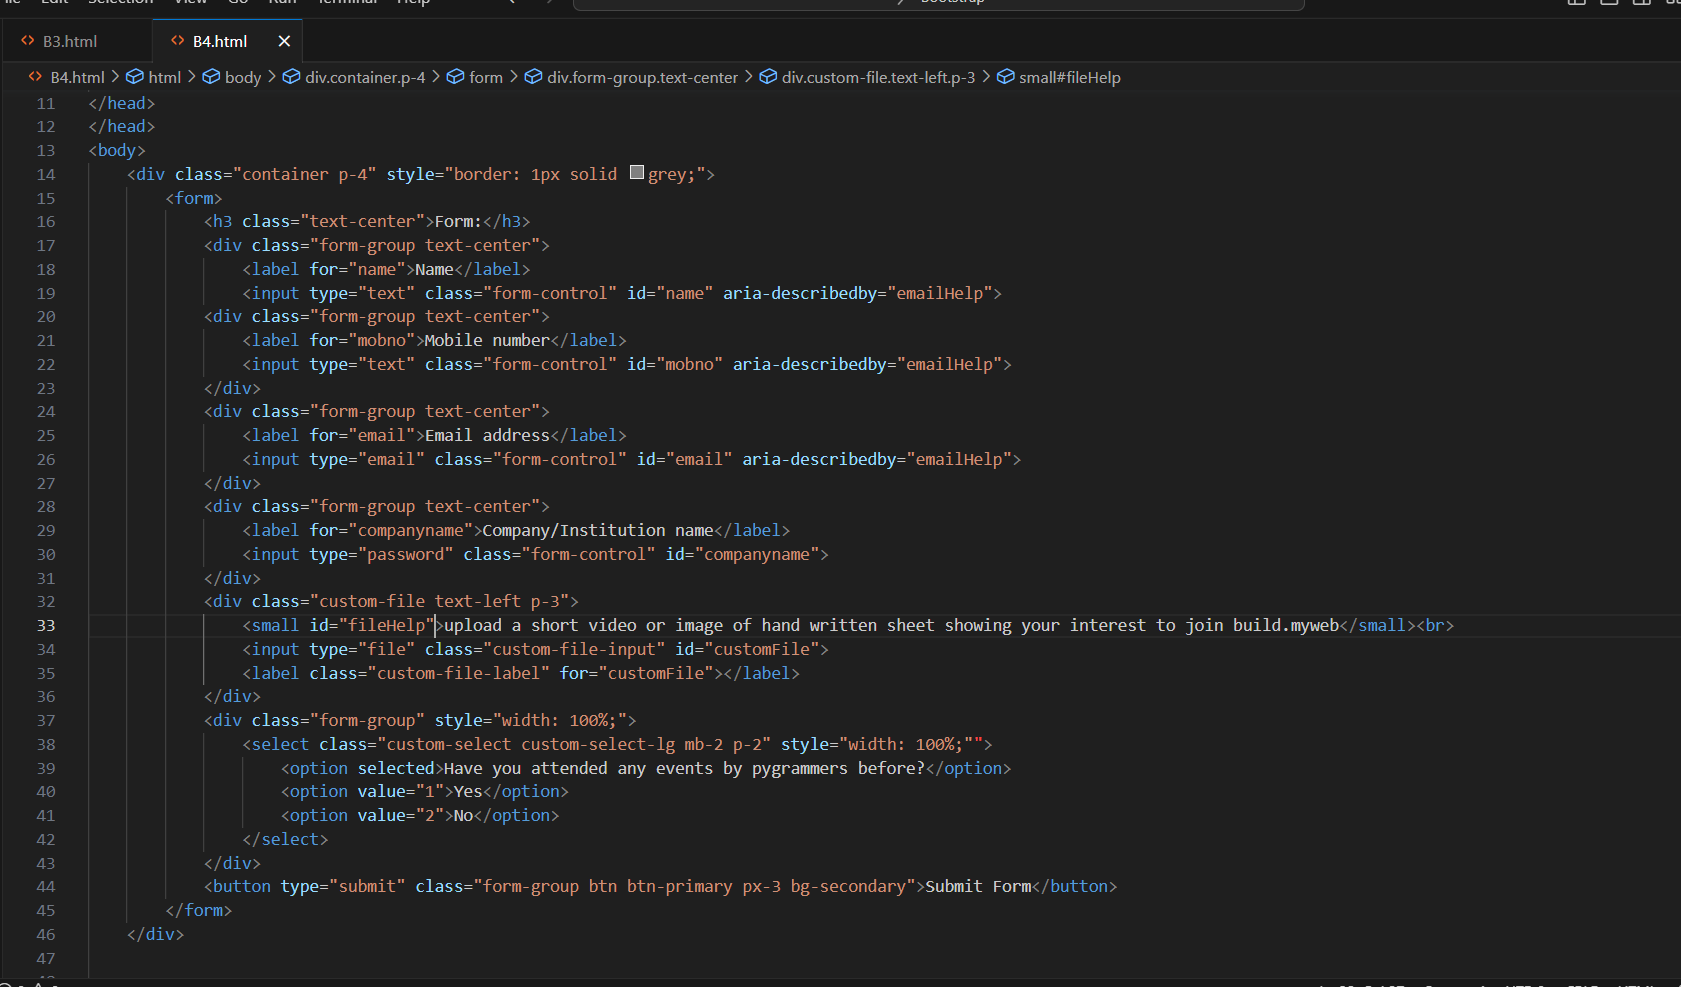 Edit Selection View Go Run Terminal Help Bootstrap
B3.html B4.html
B4.html > html > body > div.container.p-4 > form > div.form-group.text-center > div.custom-file.text-left.p-3 > small#fileHelp
11 </head>
12 </head>
13 <body>
14 <div class="container p-4" style="border: 1px solid grey;">
15 <form>
16 <h3 class="text-center">Form:</h3>
17 <div class="form-group text-center">
18 <label for="name">Name</label>
19 <input type="text" class="form-control" id="name" aria-describedby="emailHelp">
20 <div class="form-group text-center">
21 <label for="mobno">Mobile number</label>
22 <input type="text" class="form-control" id="mobno" aria-describedby="emailHelp">
23 </div>
24 <div class="form-group text-center">
25 <label for="email">Email address</label>
26 <input type="email" class="form-control" id="email" aria-describedby="emailHelp">
27 </div>
28 <div class="form-group text-center">
29 <label for="companyname">Company/Institution name</label>
30 <input type="password" class="form-control" id="companyname">
31 </div>
32 <div class="custom-file text-left p-3">
33 <small id="fileHelp">upload a short video or image of hand written sheet showing your interest to join build.myweb</small><br>
34 <input type="file" class="custom-file-input" id="customFile">
35 <label class="custom-file-label" for="customFile"></label>
36 </div>
37 <div class="form-group" style="width: 100%;">
38 <select class="custom-select custom-select-lg mb-2 p-2" style="width: 100%;"">
39 <option selected>Have you attended any events by pygrammers before?</option>
40 <option value="1">Yes</option>
41 <option value="2">No</option>
42 </select>
43 </div>
44 <button type="submit" class="form-group btn btn-primary px-3 bg-secondary">Submit Form</button>
45 </form>
46 </div>
47